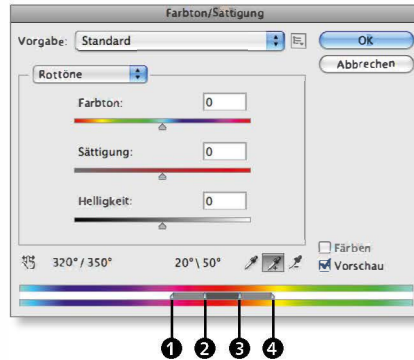 Farbton/Sättigung
Vorgabe: Standard
OK
Abbrechen
Rottöne
Farbton: 0
Sättigung: 0
Helligkeit: 0
Färben
320°/350° 20°\50°
Vorschau
1 2 3 4